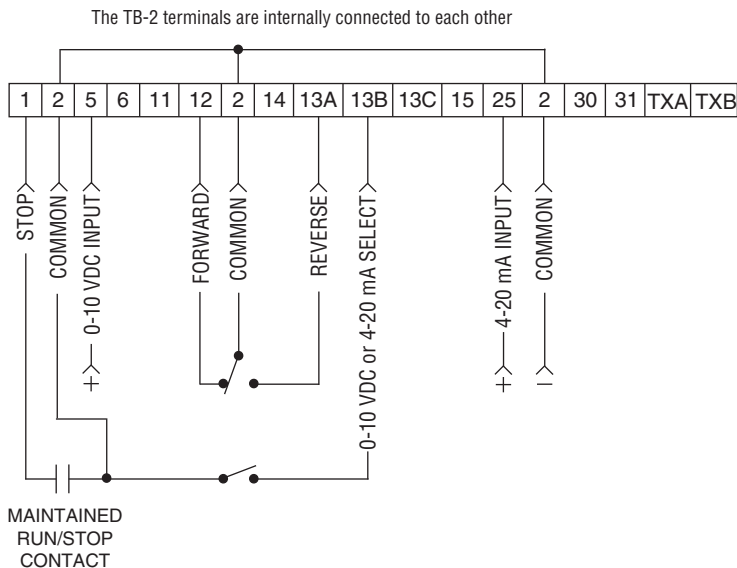 The TB-2 terminals are internally connected to each other
1 2 5 6 11 12 2 14 13A 13B 13C 15 25 2 30 31 TXA TXB
STOP
COMMON
0-10 VDC INPUT
FORWARD
COMMON
REVERSE
0-10 VDC or 4-20 mA SELECT
4-20 mA INPUT
COMMON
+
+
–
MAINTAINED
RUN/STOP
CONTACT